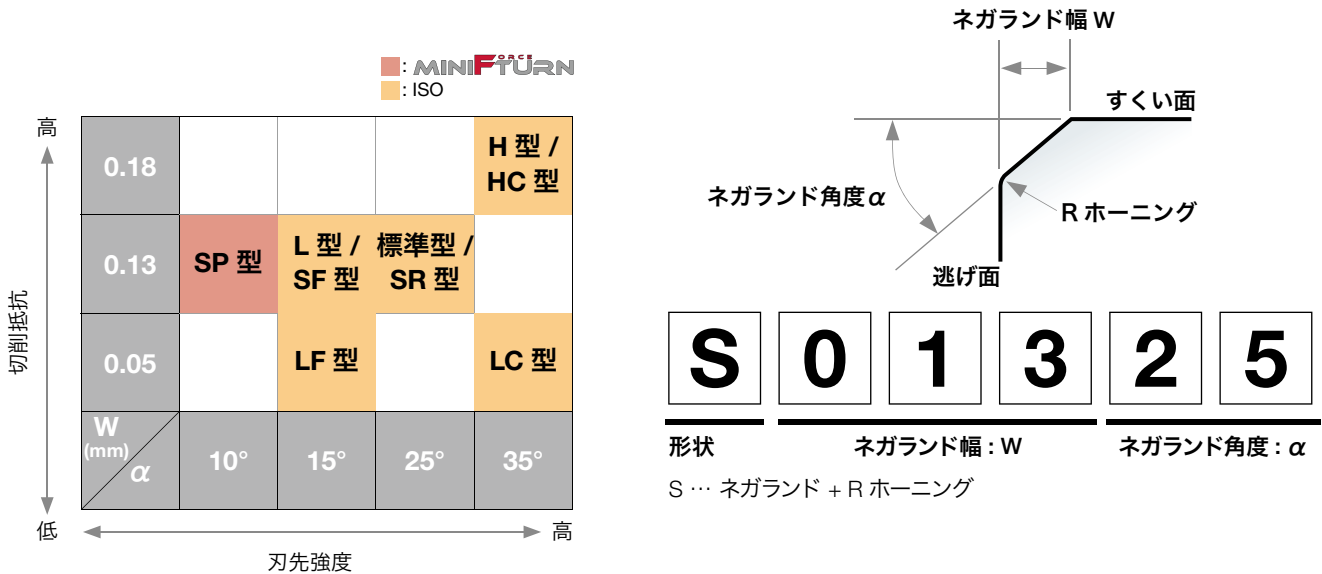 : MINI FORCE TURN
: ISO
高
切削抵抗
低
0.18
H 型 /
HC 型
0.13
SP 型
L 型 /
SF 型
標準型 /
SR 型
0.05
LF 型
LC 型
W
(mm)
α
10°
15°
25°
35°
高
刃先強度
ネガランド幅 W
すくい面
ネガランド角度α
R ホーニング
逃げ面
S 0 1 3 2 5
形状
ネガランド幅 : W
ネガランド角度 : α
S … ネガランド + R ホーニング